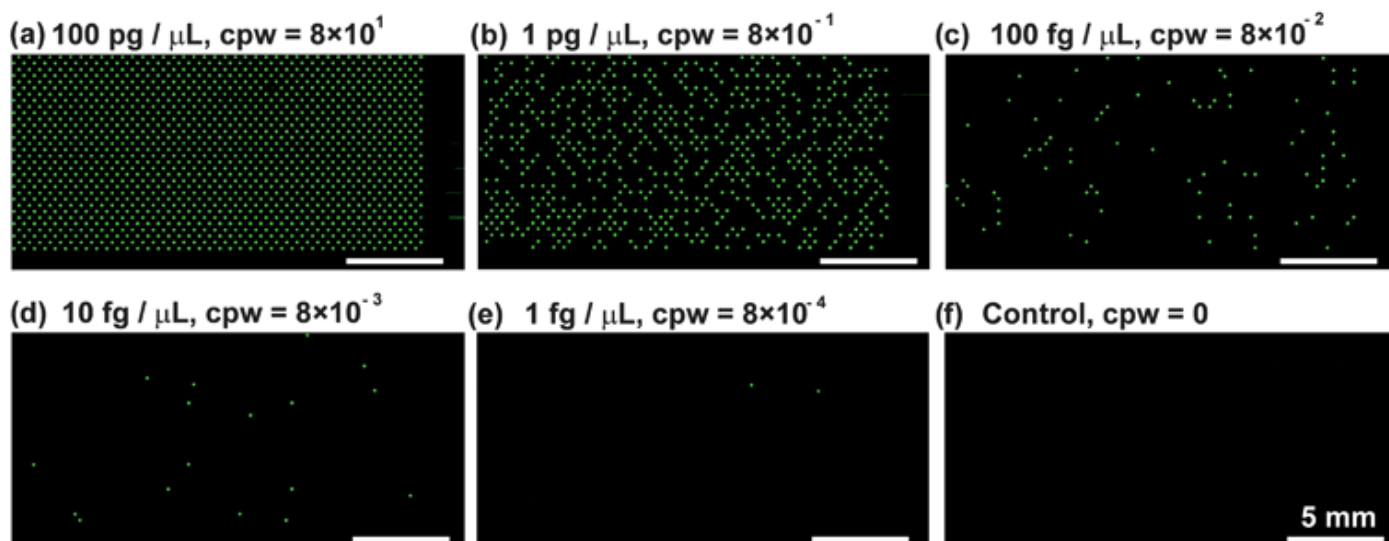 (a) 100 pg / μL, cpw = 8×10¹
(b) 1 pg / μL, cpw = 8×10⁻¹
(c) 100 fg / μL, cpw = 8×10⁻²
(d) 10 fg / μL, cpw = 8×10⁻³
(e) 1 fg / μL, cpw = 8×10⁻⁴
(f) Control, cpw = 0
5 mm